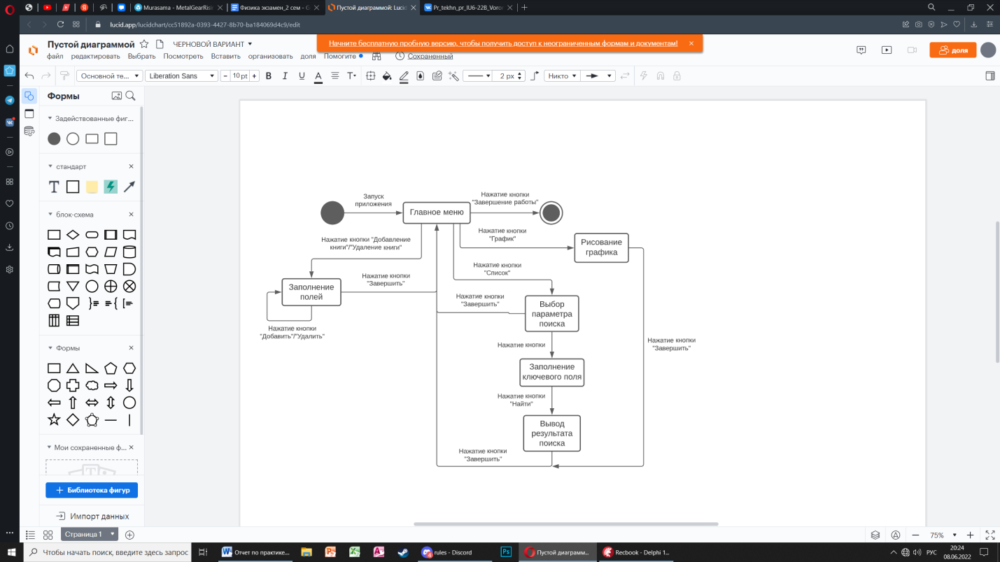 Murasama - MetalGearRis
Физика экзамен_2 сем - G
Пустой диаграммой: Lucid
Pr_tekhn_pr_IU6-22B_Voro
lucid.app/lucidchart/cc51892a-0393-4427-8b70-ba184069d4c9/edit
Пустой диаграммой
ЧЕРНОВОЙ ВАРИАНТ
Начните бесплатную пробную версию, чтобы получить доступ к неограниченным формам и документам!
файл редактировать Выбрать Посмотреть Вставить организовать доля Помогите
Сохраненный
доля
Основной те...
Liberation Sans
10 pt
B I U A T
2 px
Никто
Формы
Задействованные фиг...
стандарт
T
блок-схема
Формы
Мои сохраненные ф...
Библиотека фигур
Импорт данных
Запуск
приложения
Главное меню
Нажатие кнопки
"Завершение работы"
Нажатие кнопки "Добавление
книги"/"Удаление книги"
Нажатие кнопки
"График"
Рисование
графика
Нажатие кнопки
"Список"
Заполнение
полей
Нажатие кнопки
"Завершить"
Нажатие кнопки
"Завершить"
Выбор
параметра
поиска
Нажатие кнопки
"Добавить"/"Удалить"
Нажатие кнопки
Нажатие кнопки
"Завершить"
Заполнение
ключевого поля
Нажатие кнопки
"Найти"
Вывод
результата
поиска
Нажатие кнопки
"Завершить"
Страница 1
75%
Чтобы начать поиск, введите здесь запрос
Отчет по практике...
rules - Discord
Пустой диаграмм...
Recbook - Delphi 1...
РУС
20:24
08.06.2022